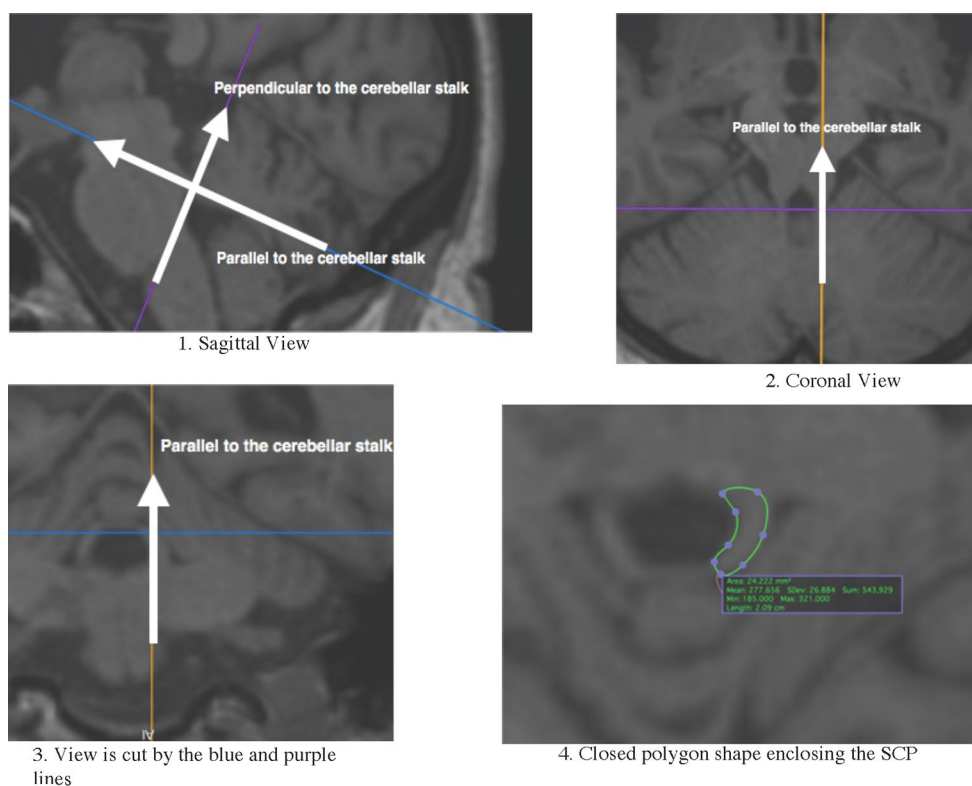 Perpendicular to the cerebellar stalk
Parallel to the cerebellar stalk
1. Sagittal View
Parallel to the cerebellar stalk
2. Coronal View
Parallel to the cerebellar stalk
3. View is cut by the blue and purple
lines
Area: 24.222 mm²
Mean: 277.656 SDev: 26.884 Sum: 543,929
Min: 185.000 Max: 321.000
Length: 2.09 cm
4. Closed polygon shape enclosing the SCP